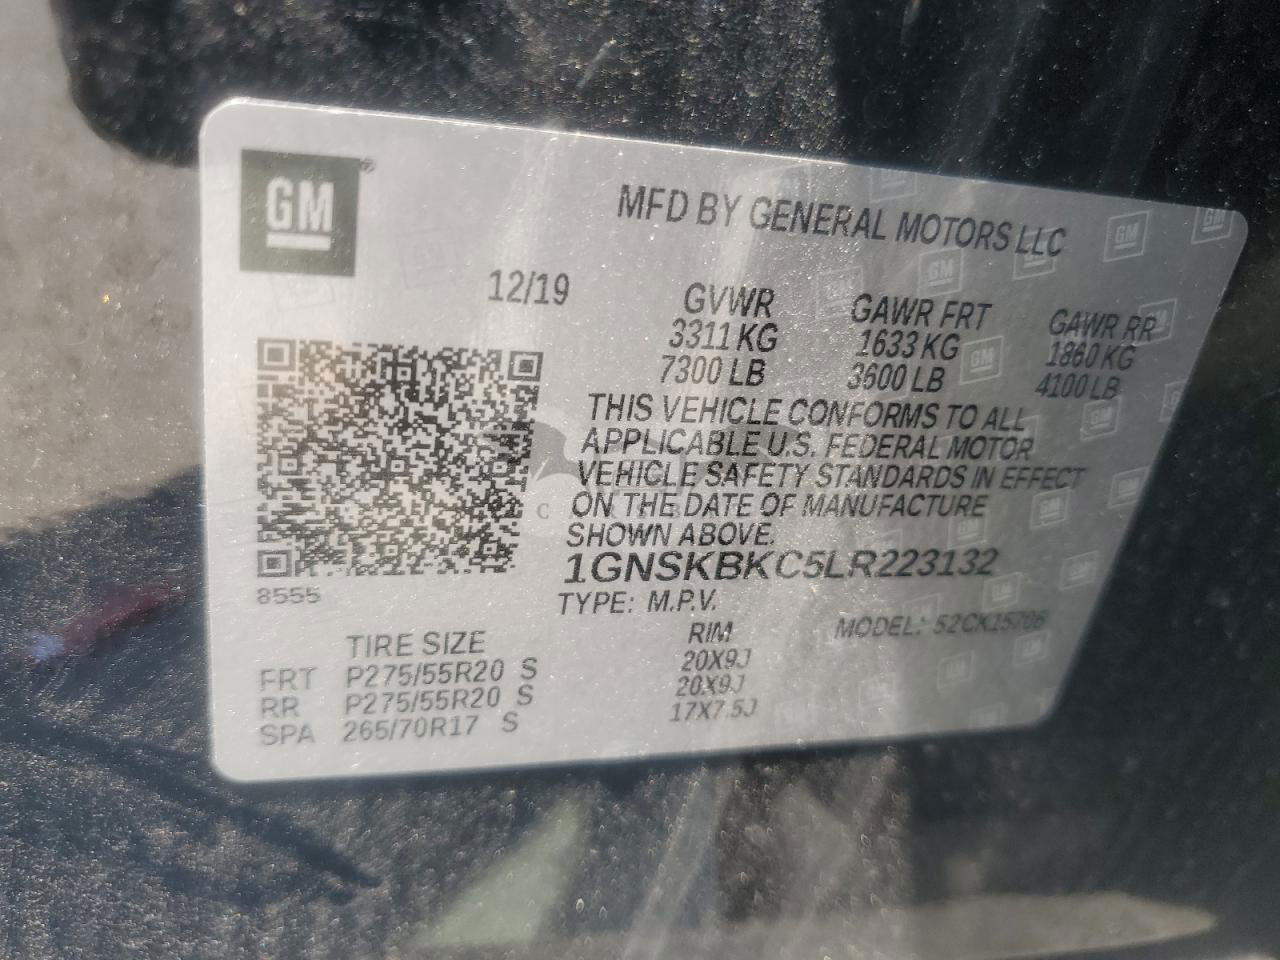 GM®
MFD BY GENERAL MOTORS LLC
12/19
GVWR GAWR FRT GAWR RR
3311 KG 1633 KG 1860 KG
7300 LB 3600 LB 4100 LB
THIS VEHICLE CONFORMS TO ALL
APPLICABLE U.S. FEDERAL MOTOR
VEHICLE SAFETY STANDARDS IN EFFECT
ON THE DATE OF MANUFACTURE
SHOWN ABOVE.
1GNSKBKC5LR223132
8555
TYPE: M.P.V. MODEL: 52CK15706
TIRE SIZE RIM
FRT P275/55R20 S 20X9J
RR P275/55R20 S 20X9J
SPA 265/70R17 S 17X7.5J